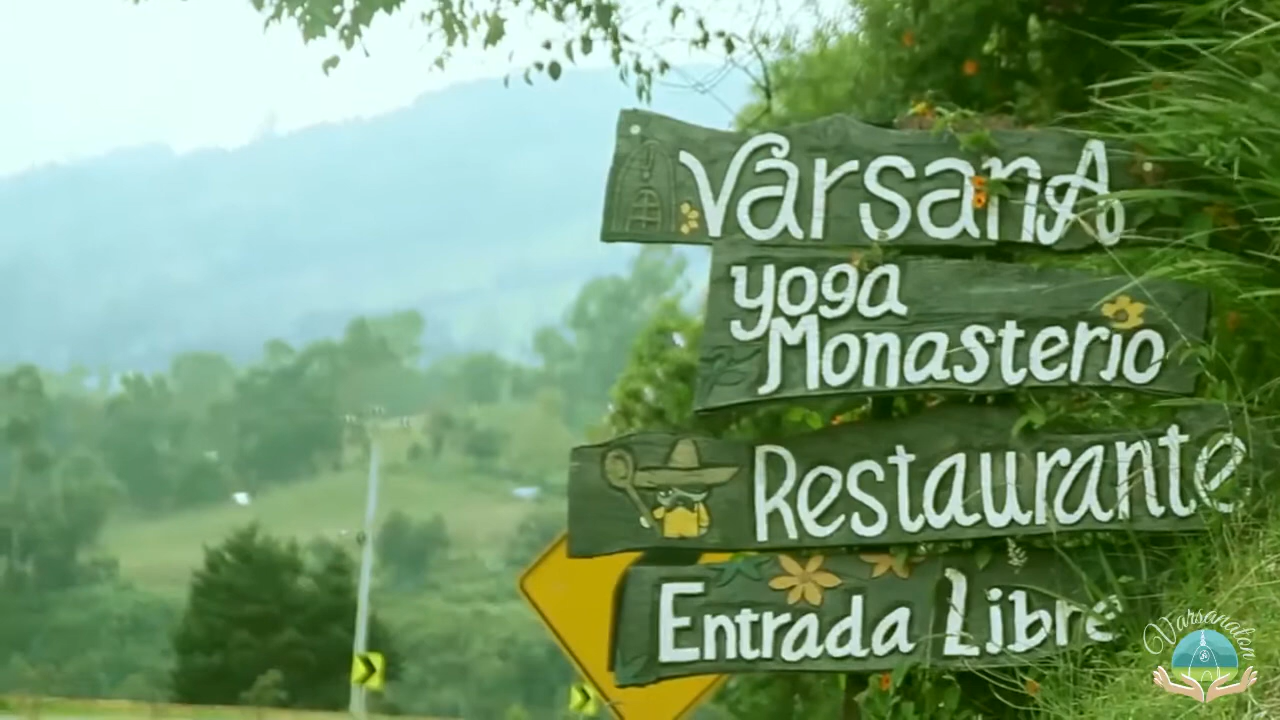 VarsanA
yoga
Monasterio
Restaurante
Entrada Libre
Varsanaton